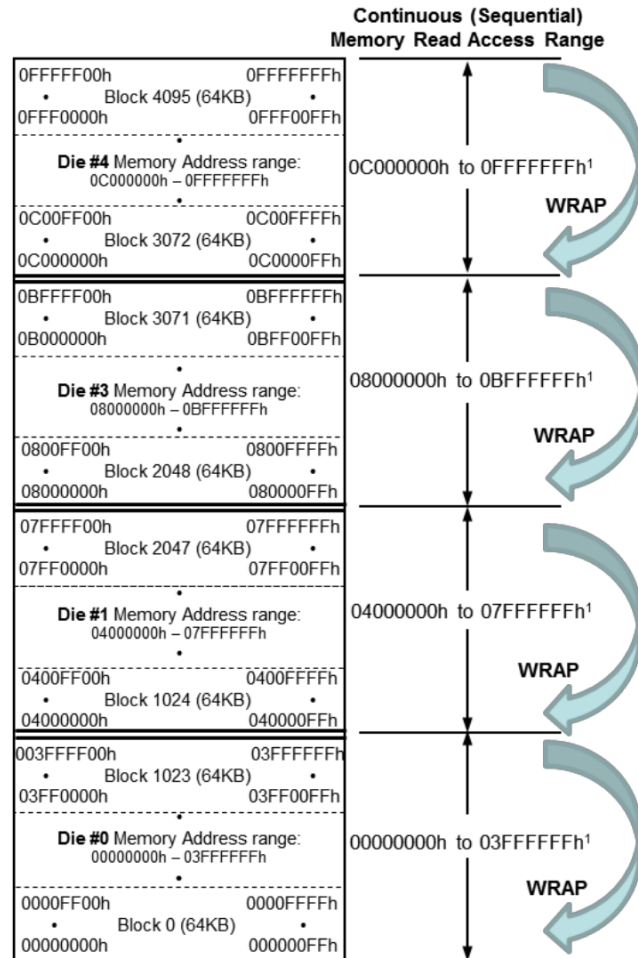 Continuous (Sequential)
Memory Read Access Range
0FFFFF00h 0FFFFFFFh
• Block 4095 (64KB) •
0FFF0000h 0FFF00FFh
•
Die #4 Memory Address range:
0C000000h – 0FFFFFFFh
•
0C000000h to 0FFFFFFFh¹
WRAP
0C00FF00h 0C00FFFFh
• Block 3072 (64KB) •
0C000000h 0C0000FFh
0BFFFF00h 0BFFFFFFh
• Block 3071 (64KB) •
0B000000h 0BFF00FFh
•
Die #3 Memory Address range:
08000000h – 0BFFFFFFh
•
08000000h to 0BFFFFFFh¹
WRAP
0800FF00h 0800FFFFh
• Block 2048 (64KB) •
08000000h 080000FFh
07FFFF00h 07FFFFFFh
• Block 2047 (64KB) •
07FF0000h 07FF00FFh
•
Die #1 Memory Address range:
04000000h – 07FFFFFFh
•
04000000h to 07FFFFFFh¹
WRAP
0400FF00h 0400FFFFh
• Block 1024 (64KB) •
04000000h 040000FFh
003FFFF00h 03FFFFFFh
• Block 1023 (64KB) •
03FF0000h 03FF00FFh
•
Die #0 Memory Address range:
00000000h – 03FFFFFFh
•
00000000h to 03FFFFFFh¹
WRAP
0000FF00h 0000FFFFh
• Block 0 (64KB) •
00000000h 000000FFh